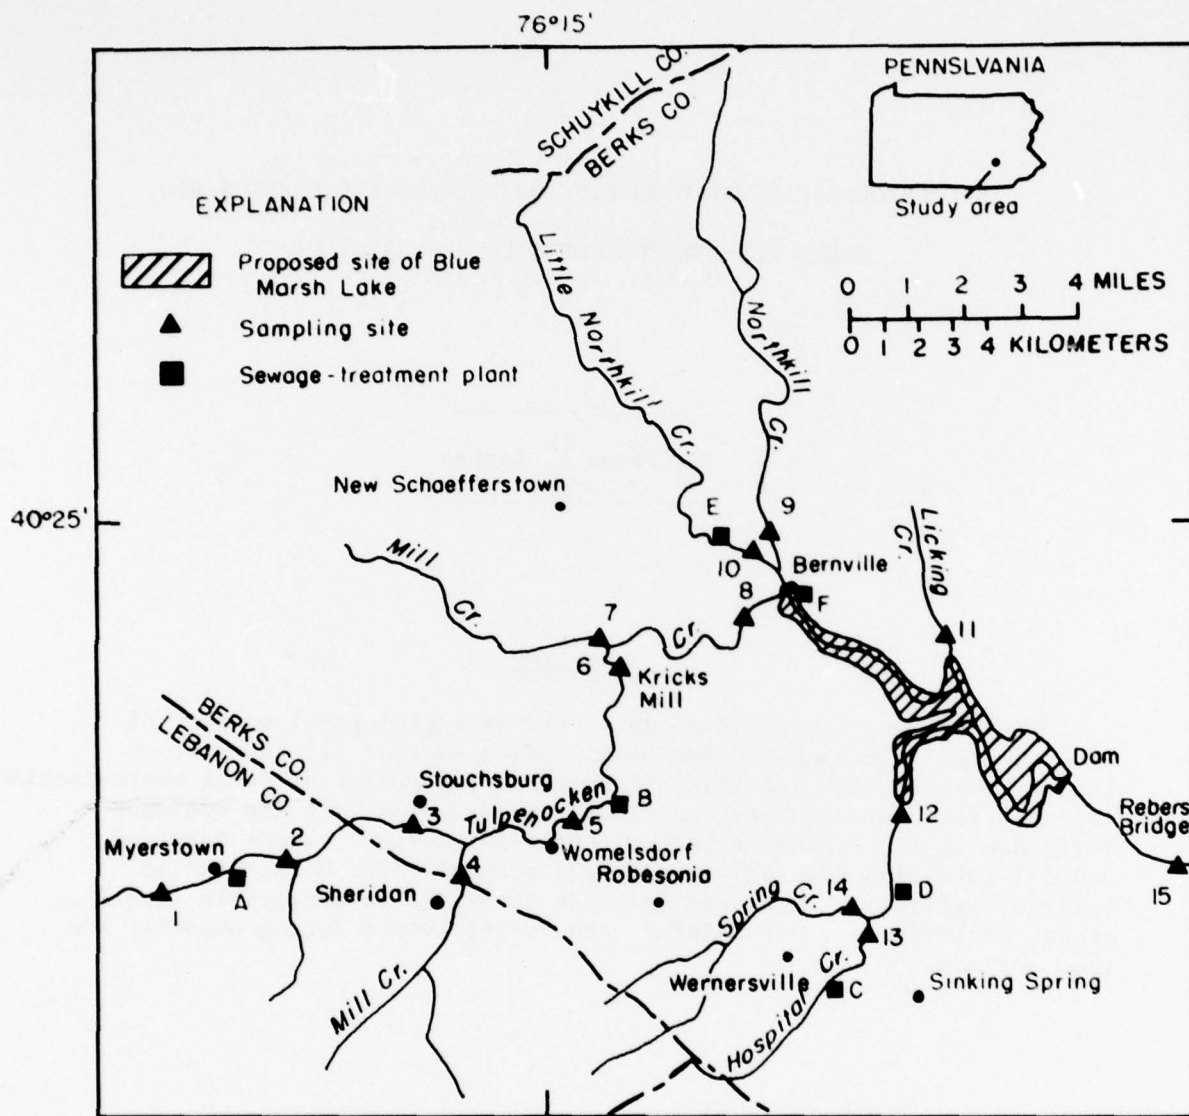 76°15'
SCHUYKILL CO.
BERKS CO
PENNSLVANIA
Study area
EXPLANATION
Proposed site of Blue
Marsh Lake
Sampling site
Sewage-treatment plant
0 1 2 3 4 MILES
0 1 2 3 4 KILOMETERS
Little Northkill Cr.
Northkill Cr.
New Schaefferstown
40°25'
E
9
10
Bernville
Licking
Cr.
Mill Cr.
7
Cr.
8
F
11
6
Kricks
Mill
BERKS CO.
LEBANON CO
Stouchsburg
Tulpehocken
B
Dam
Rebers
Bridge
Myerstown
2
3
5
12
Womelsdorf
Robesonia
4
Sheridan
1
A
14
D
15
Spring Cr.
13
Mill Cr.
Wernersville
C
Sinking Spring
Hospital Cr.